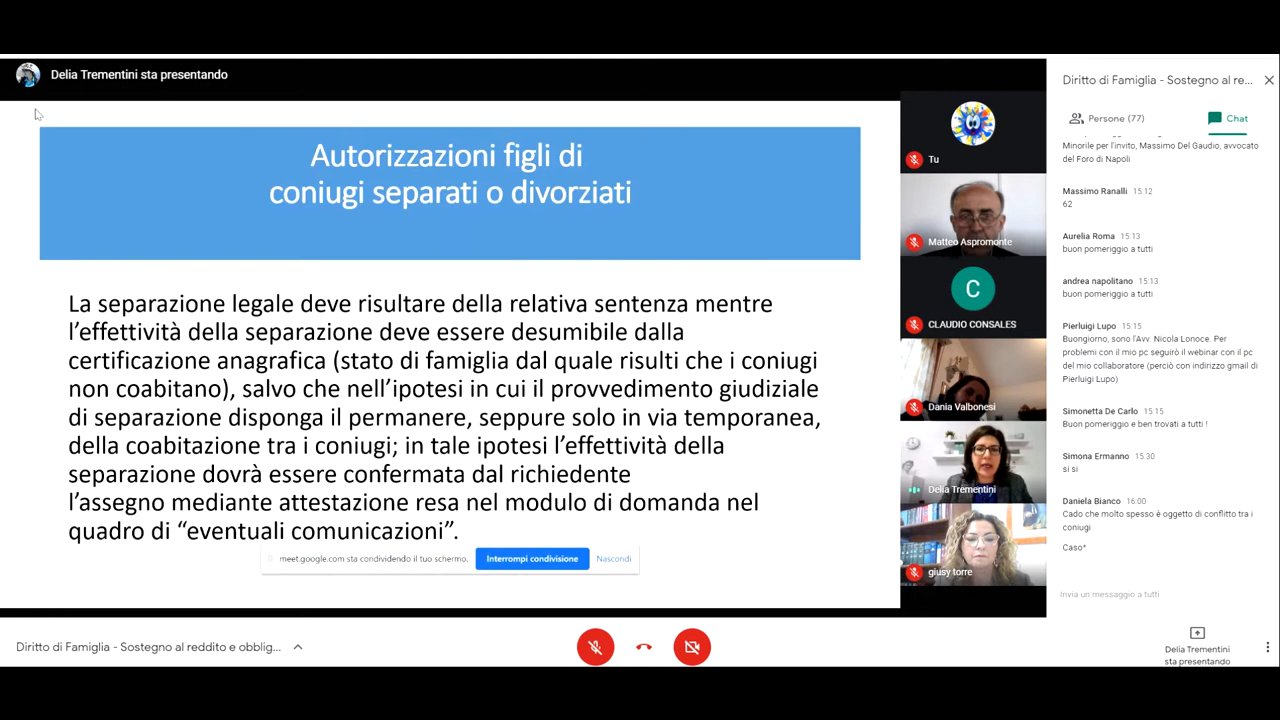 Delia Trementini sta presentando
Autorizzazioni figli di
coniugi separati o divorziati
La separazione legale deve risultare della relativa sentenza mentre
l’effettività della separazione deve essere desumibile dalla
certificazione anagrafica (stato di famiglia dal quale risulti che i coniugi
non coabitano), salvo che nell’ipotesi in cui il provvedimento giudiziale
di separazione disponga il permanere, seppure solo in via temporanea,
della coabitazione tra i coniugi; in tale ipotesi l’effettività della
separazione dovrà essere confermata dal richiedente
l’assegno mediante attestazione resa nel modulo di domanda nel
quadro di “eventuali comunicazioni”.
meet.google.com sta condividendo il tuo schermo.
Interrompi condivisione
Nascondi
Tu
Matteo Aspromonte
C
CLAUDIO CONSALES
Dania Valbonesi
Delia Trementini
giusy torre
Diritto di Famiglia - Sostegno al re...
Persone (77)
Chat
Minorile per l'invito, Massimo Del Gaudio, avvocato
del Foro di Napoli
Massimo Ranalli 15:12
62
Aurelia Roma 15:13
buon pomeriggio a tutti
andrea napolitano 15:13
buon pomeriggio a tutti
Pierluigi Lupo 15:15
Buongiorno, sono l'Avv. Nicola Lonoce. Per
problemi con il mio pc seguirò il webinar con il pc
del mio collaboratore (perciò con indirizzo gmail di
Pierluigi Lupo)
Simonetta De Carlo 15:15
Buon pomeriggio e ben trovati a tutti !
Simona Ermanno 15:30
si si
Daniela Bianco 16:00
Cado che molto spesso è oggetto di conflitto tra i
coniugi
Caso*
Invia un messaggio a tutti
Diritto di Famiglia - Sostegno al reddito e obblig...
Delia Trementini
sta presentando